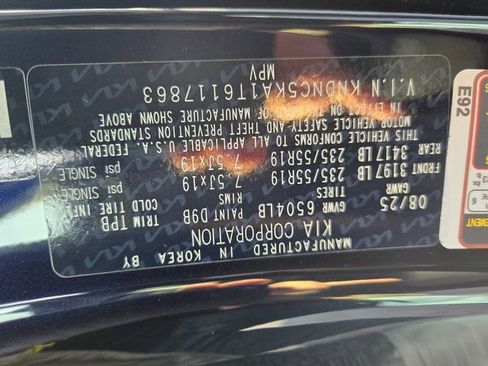 MANUFACTURED IN KOREA BY
KIA CORPORATION
08/25 GVWR 6504LB PAINT D9B TRIM TPB
GAWR TIRES RIMS COLD TIRE INFL
FRONT 3197LB 235/55R19 7.5Jx19 psi SINGLE
REAR 3417LB 235/55R19 7.5Jx19 psi SINGLE
THIS VEHICLE CONFORMS TO ALL APPLICABLE U.S.A. FEDERAL
MOTOR VEHICLE SAFETY AND THEFT PREVENTION STANDARDS
IN EFFECT ON THE DATE OF MANUFACTURE SHOWN ABOVE
V.I.N KNDNC5KA1T6117863
MPV
E92